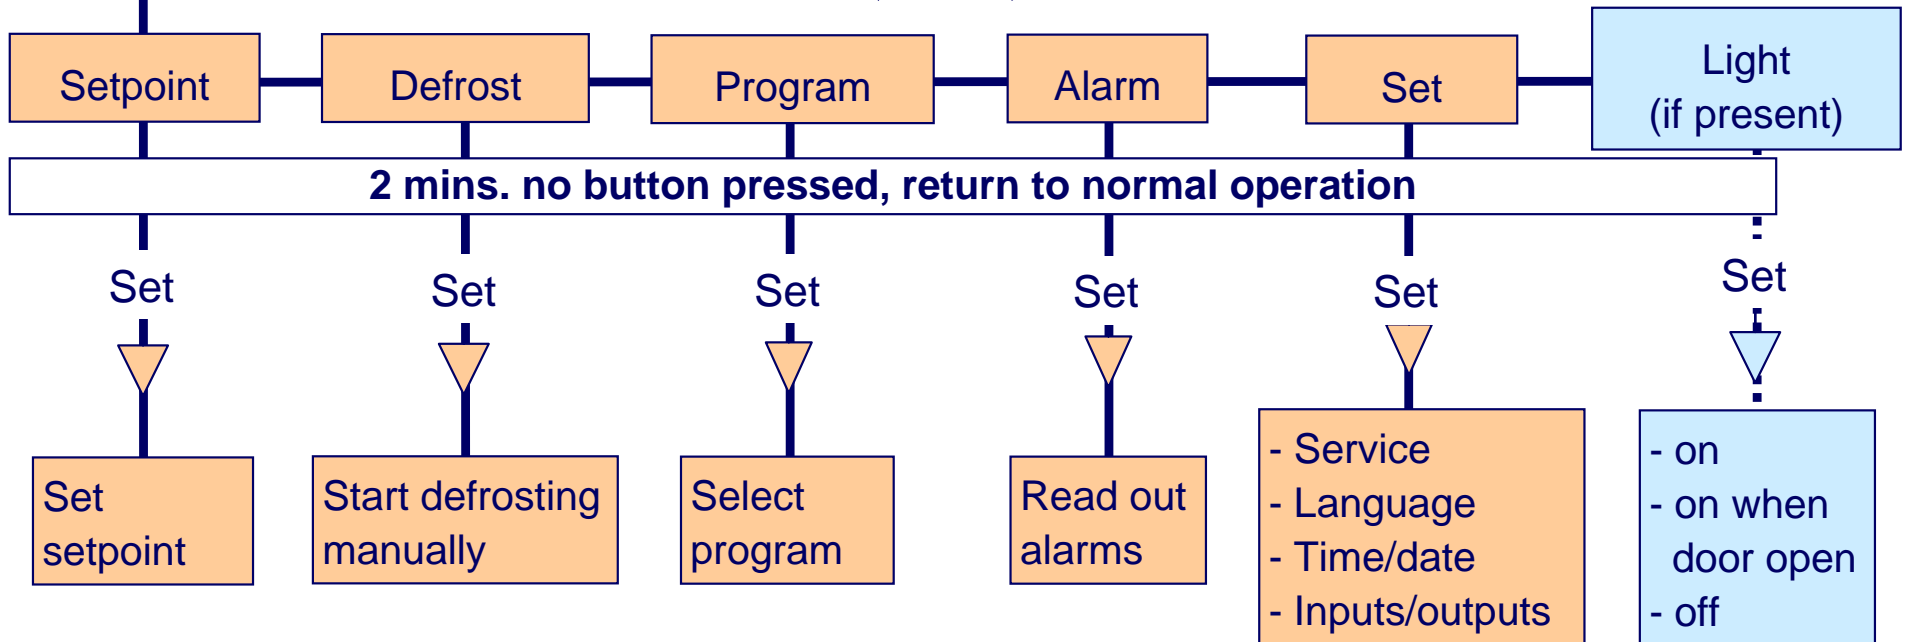 Setpoint
Defrost
Program
Alarm
Set
Light
(if present)
2 mins. no button pressed, return to normal operation
Set
Set
Set
Set
Set
Set
Set
setpoint
Start defrosting
manually
Select
program
Read out
alarms
- Service
- Language
- Time/date
- Inputs/outputs
- on
- on when
door open
- off